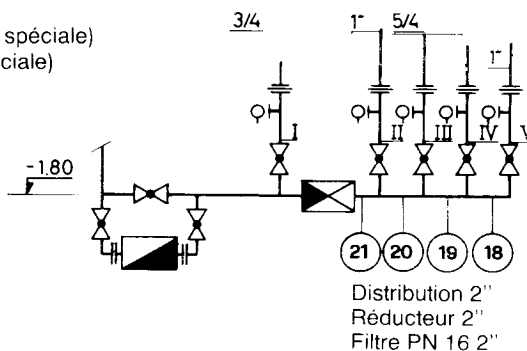 spéciale)
ciale)
3/4
1"
5/4
1"
I
II
III
IV
V
-1.80
21
20
19
18
Distribution 2''
Réducteur 2''
Filtre PN 16 2''